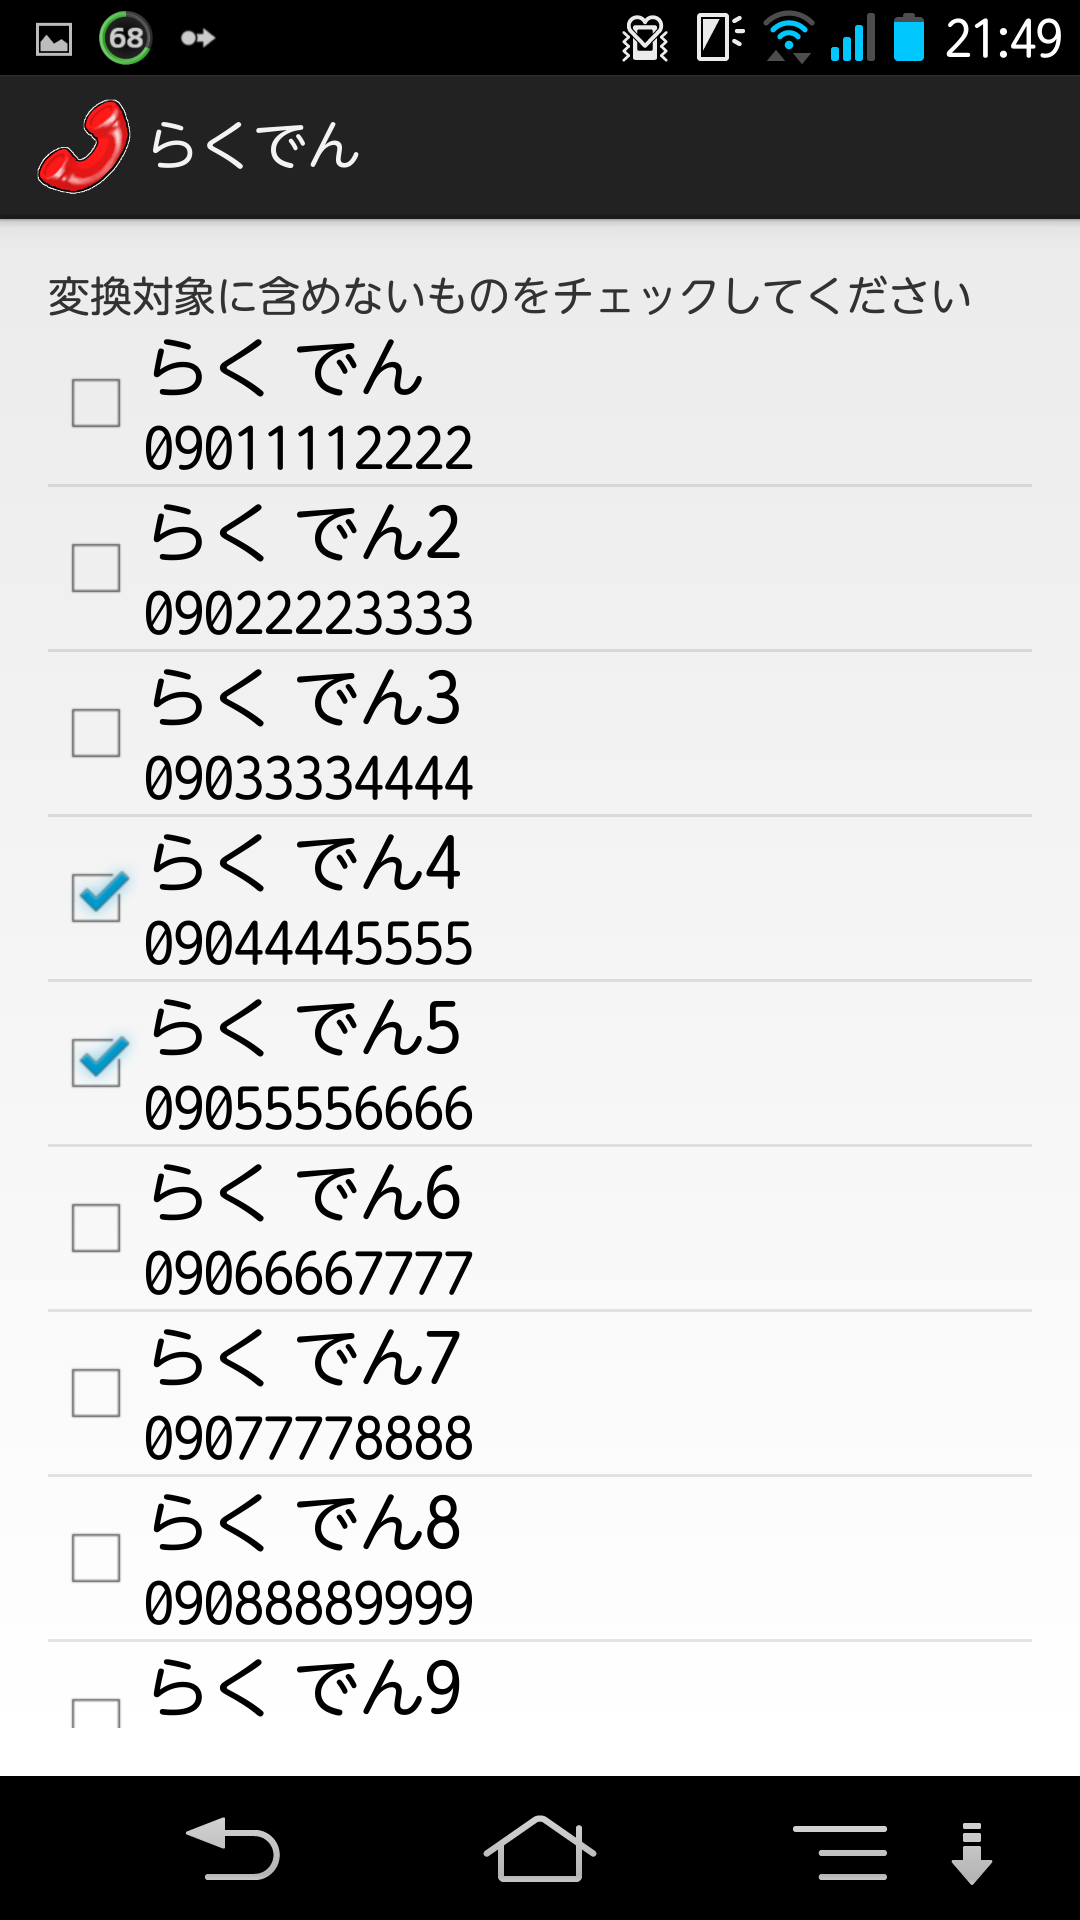 68
21:49
らくでん
変換対象に含めないものをチェックしてください
らく でん
09011112222
らく でん2
09022223333
らく でん3
09033334444
らく でん4
09044445555
らく でん5
09055556666
らく でん6
09066667777
らく でん7
09077778888
らく でん8
09088889999
らく でん9